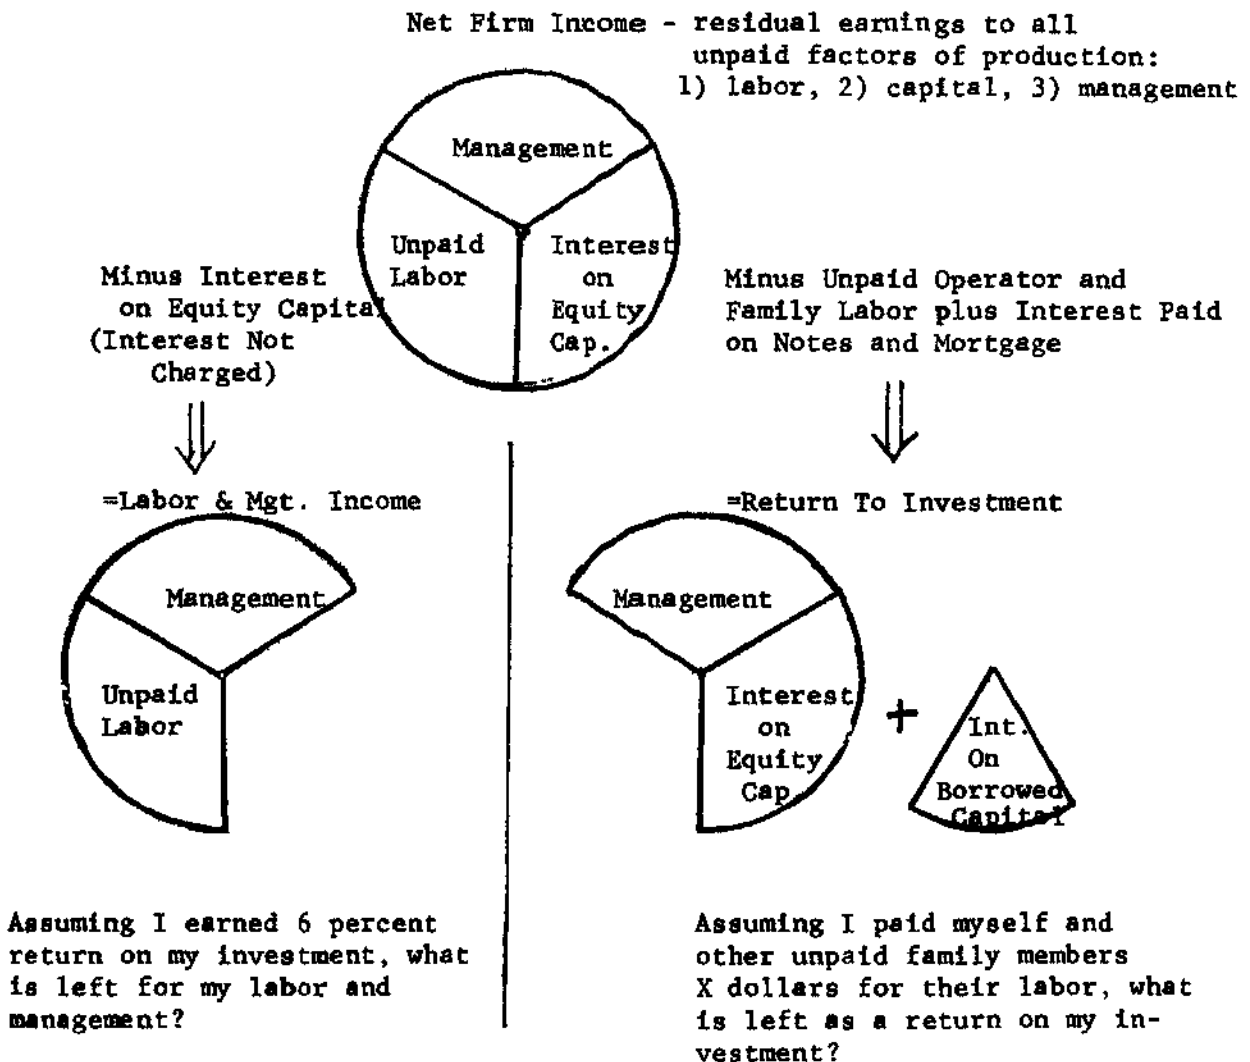 Net Firm Income - residual earnings to all
unpaid factors of production:
1) labor, 2) capital, 3) management
Management
Unpaid
Labor
Interest
on
Equity
Cap.
Minus Interest
on Equity Capital
(Interest Not
Charged)
Minus Unpaid Operator and
Family Labor plus Interest Paid
on Notes and Mortgage
=Labor & Mgt. Income
Management
Unpaid
Labor
=Return To Investment
Management
Interest
on
Equity
Cap
+
Int.
On
Borrowed
Capital
Assuming I earned 6 percent
return on my investment, what
is left for my labor and
management?
Assuming I paid myself and
other unpaid family members
X dollars for their labor, what
is left as a return on my in-
vestment?